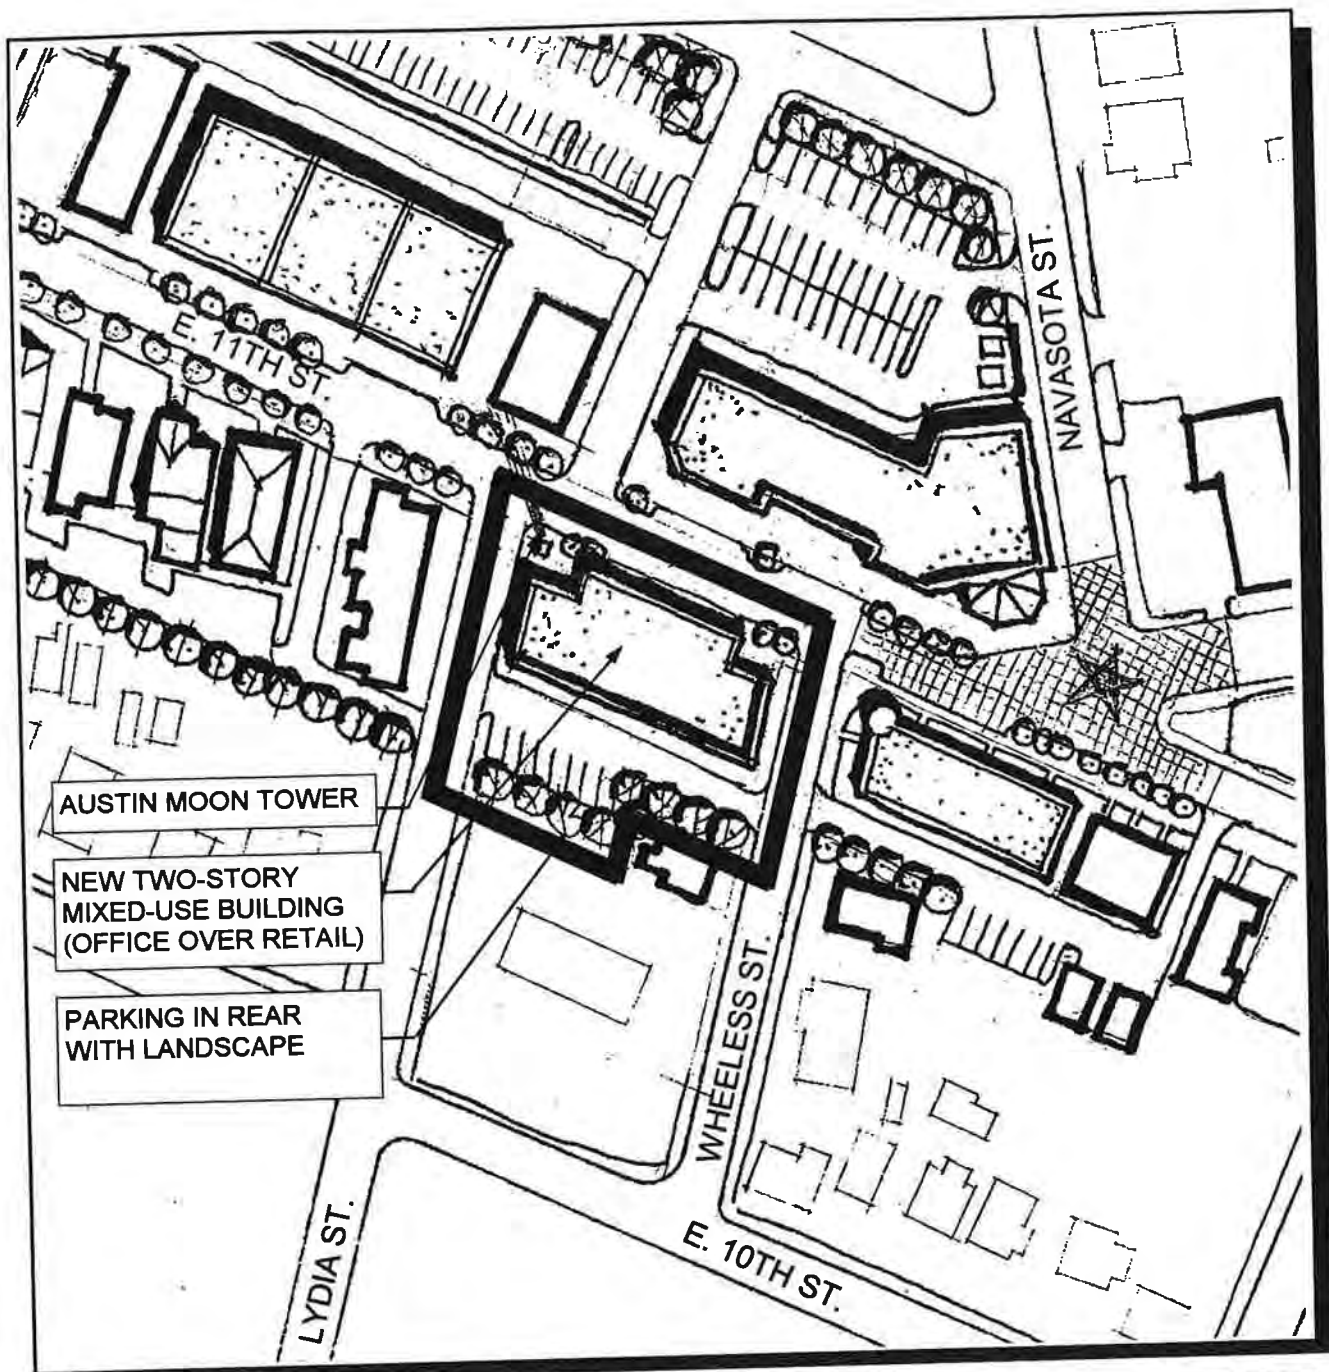 E. 11TH ST
NAVASOTA ST.
AUSTIN MOON TOWER
NEW TWO-STORY
MIXED-USE BUILDING
(OFFICE OVER RETAIL)
PARKING IN REAR
WITH LANDSCAPE
WHEELESS ST.
LYDIA ST.
E. 10TH ST.